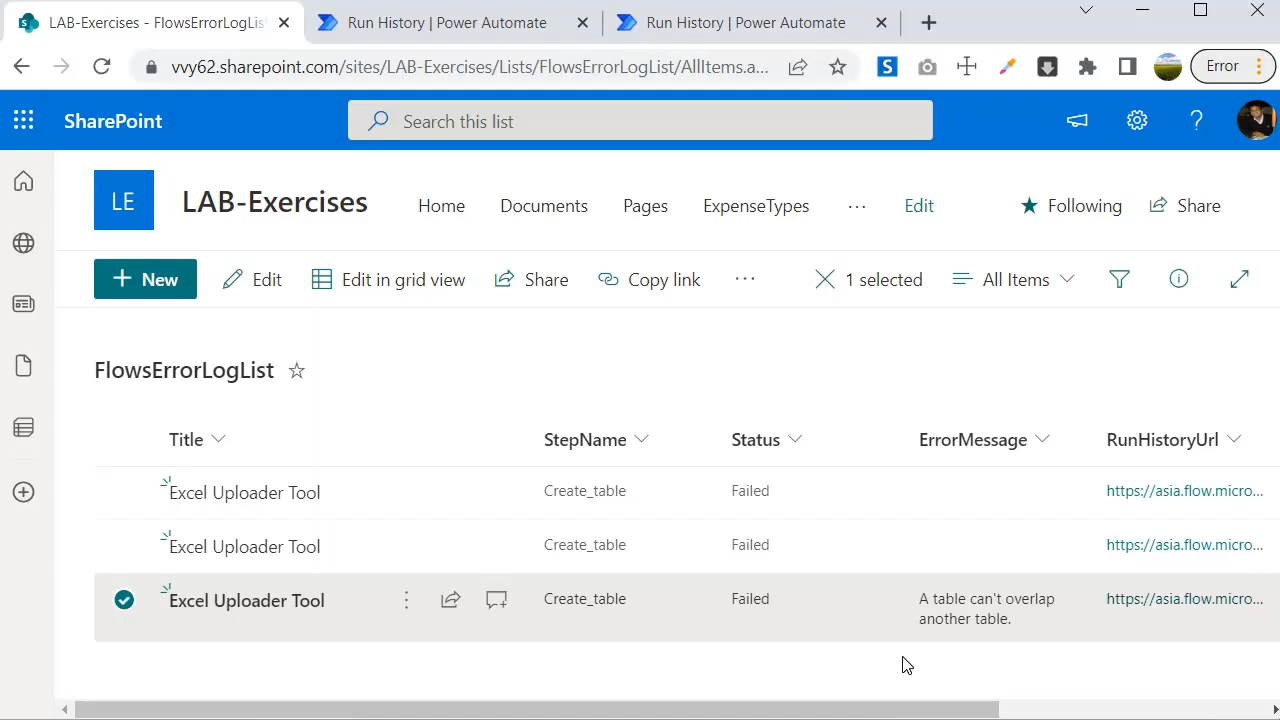 LAB-Exercises - FlowsErrorLogList
Run History | Power Automate
Run History | Power Automate
vvy62.sharepoint.com/sites/LAB-Exercises/Lists/FlowsErrorLogList/AllItems.a...
S
Error
SharePoint
Search this list
LE
LAB-Exercises
Home
Documents
Pages
ExpenseTypes
...
Edit
Following
Share
New
Edit
Edit in grid view
Share
Copy link
...
1 selected
All Items
FlowsErrorLogList
Title
StepName
Status
ErrorMessage
RunHistoryUrl
Excel Uploader Tool
Create_table
Failed
https://asia.flow.micro...
Excel Uploader Tool
Create_table
Failed
https://asia.flow.micro...
Excel Uploader Tool
Create_table
Failed
A table can't overlap
another table.
https://asia.flow.micro...